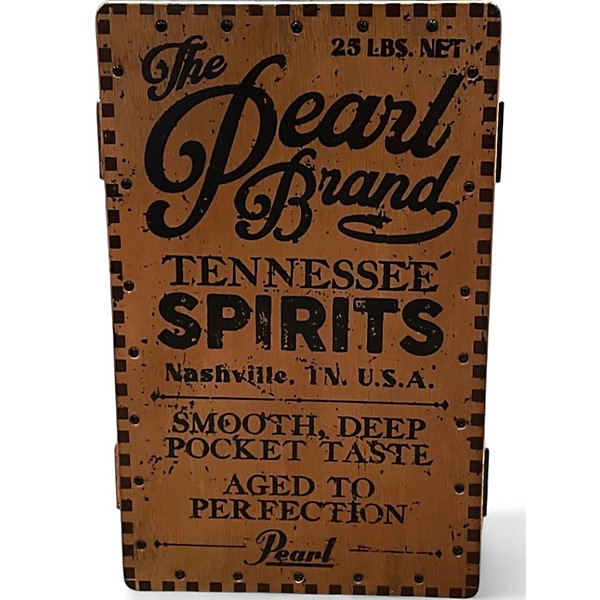 25 LBS. NET
The
Pearl
Brand
TENNESSEE
SPIRITS
Nashville, TN. U.S.A.
SMOOTH, DEEP
POCKET TASTE
AGED TO
PERFECTION
Pearl